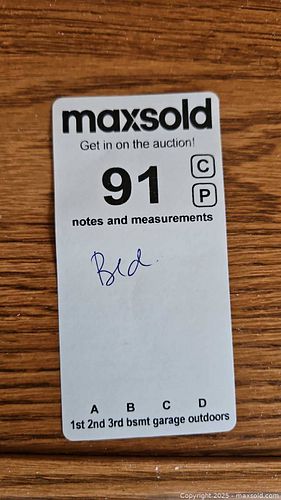 maxsold
Get in on the auction!
91
C
P
notes and measurements
Bed.
A B C D
1st 2nd 3rd bsmt garage outdoors
Copyright 2025 - maxsold.com